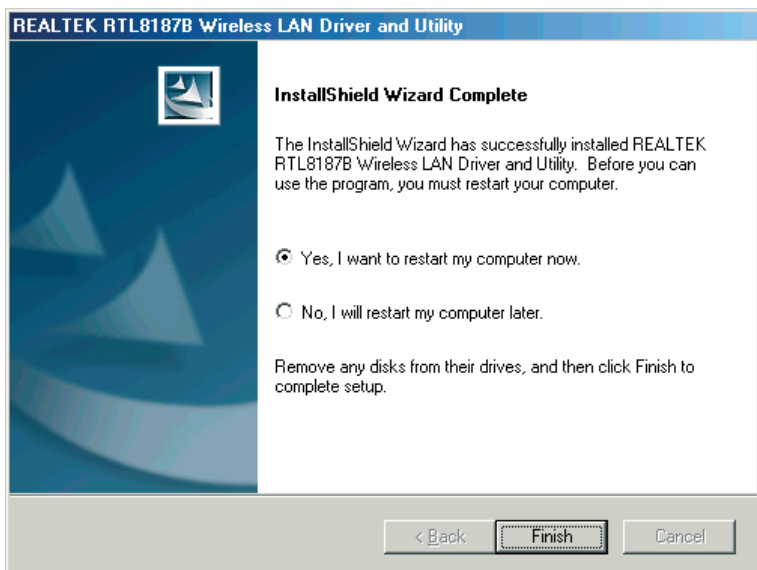 REALTEK RTL8187B Wireless LAN Driver and Utility
InstallShield Wizard Complete
The InstallShield Wizard has successfully installed REALTEK
RTL8187B Wireless LAN Driver and Utility.  Before you can
use the program, you must restart your computer.
Yes, I want to restart my computer now.
No, I will restart my computer later.
Remove any disks from their drives, and then click Finish to
complete setup.
< Back
Finish
Cancel